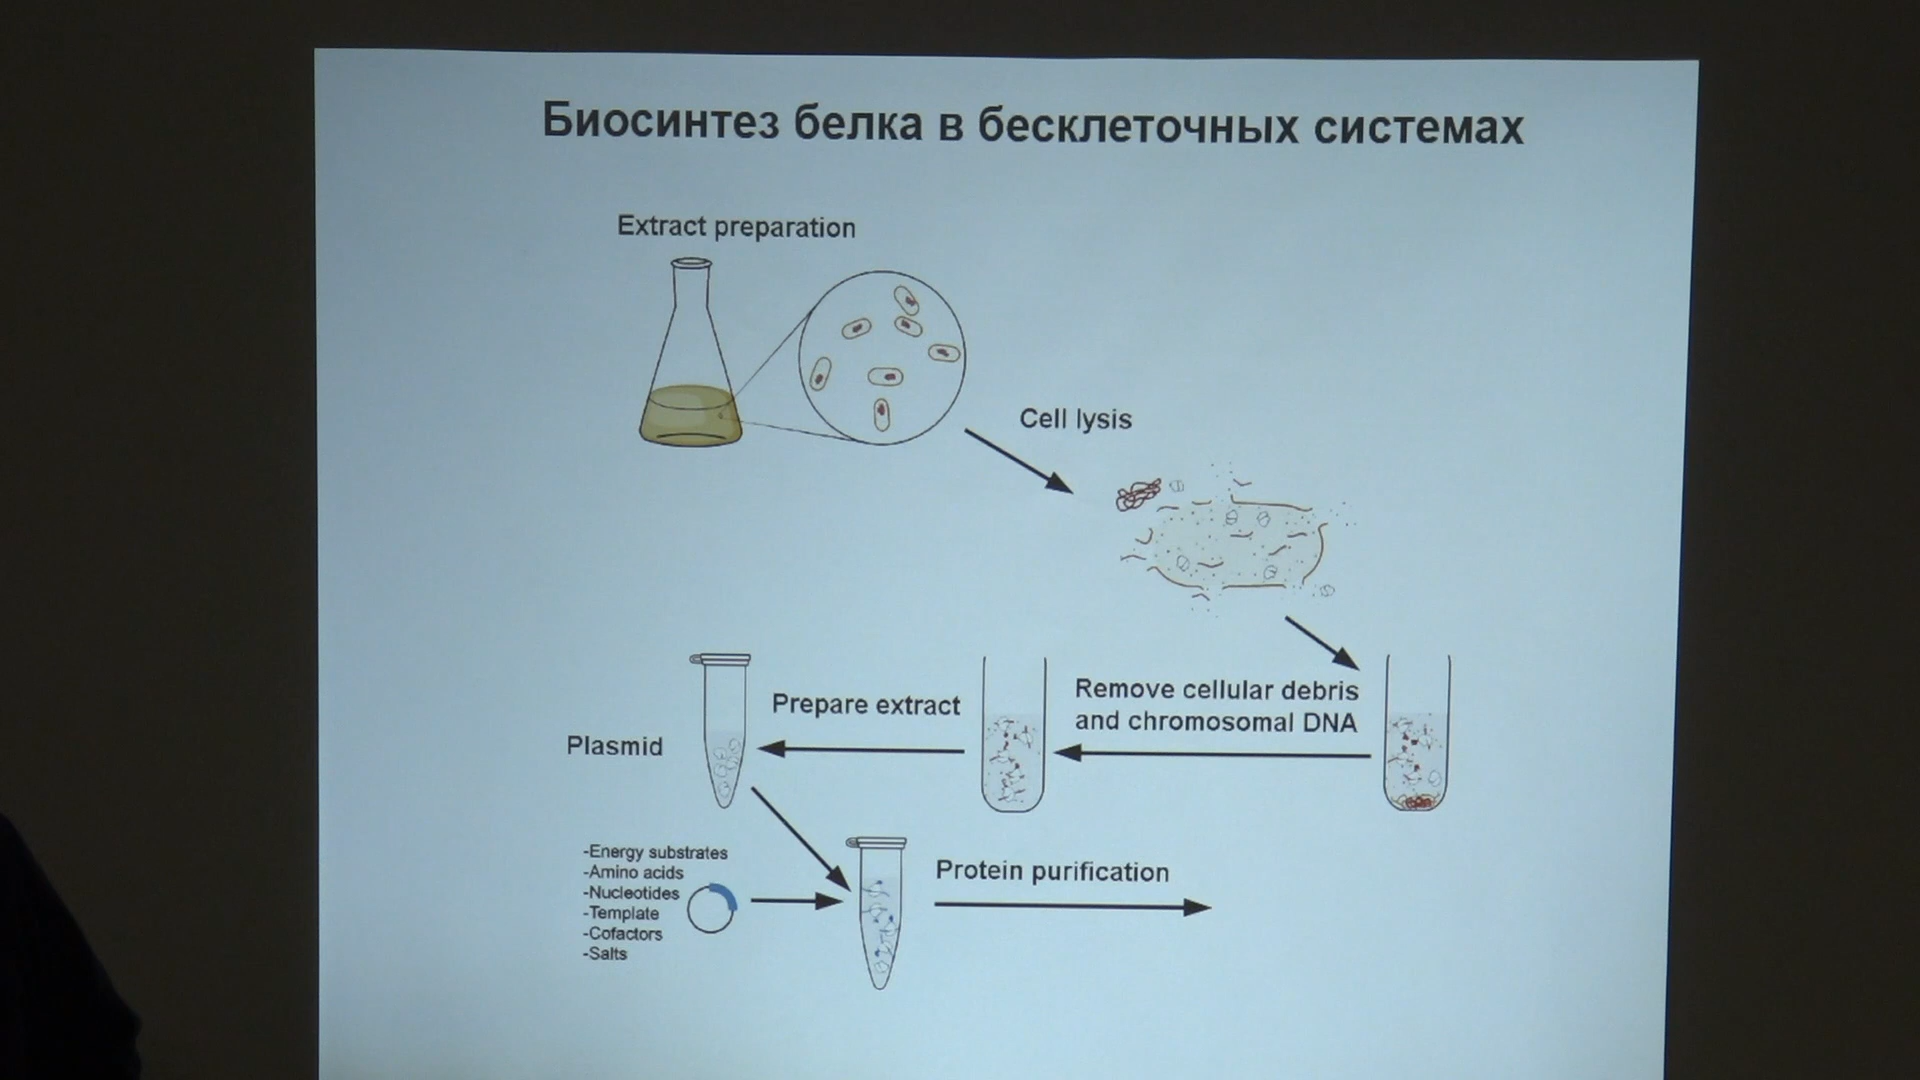 Биосинтез белка в бесклеточных системах
Extract preparation
Cell lysis
Remove cellular debris
and chromosomal DNA
Prepare extract
Plasmid
-Energy substrates
-Amino acids
-Nucleotides
-Template
-Cofactors
-Salts
Protein purification